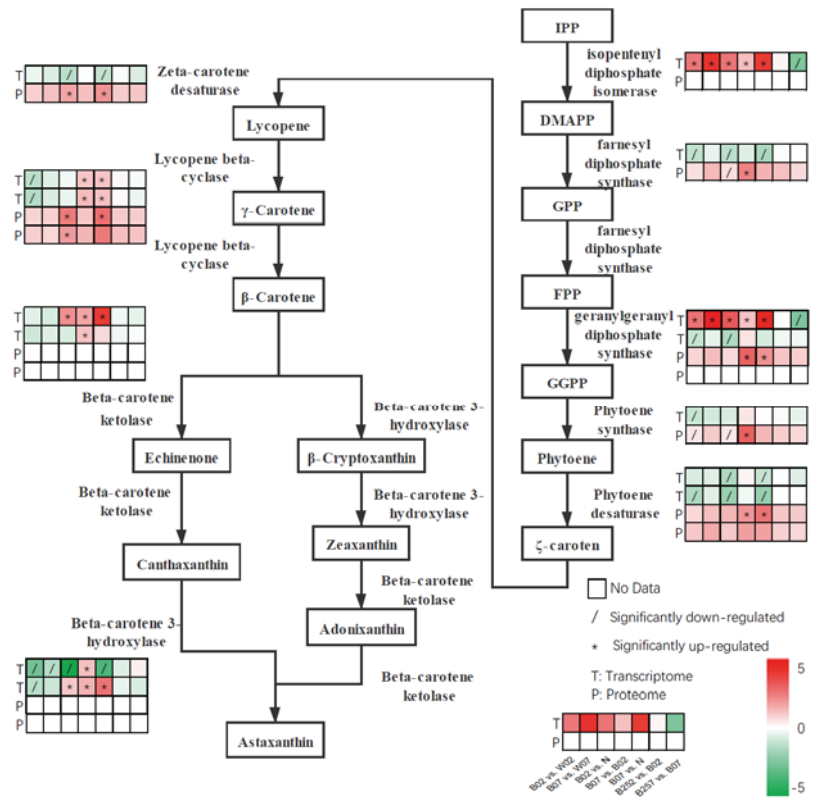 IPP
isopentenyl
diphosphate
isomerase
T * * * * * /
P
DMAPP
farnesyl
diphosphate
synthase
T / / /
P / *
GPP
farnesyl
diphosphate
synthase
FPP
geranylgeranyl
diphosphate
synthase
T * * * * * /
T / /
P * *
P
GGPP
Phytoene
synthase
T /
P / / *
Phytoene
Phytoene
desaturase
T / /
T / / /
P * *
P
ζ-caroten
T / /
P * *
Zeta-carotene
desaturase
Lycopene
Lycopene beta-
cyclase
T / * *
T / * *
P * *
P *
γ-Carotene
Lycopene beta-
cyclase
β-Carotene
T * * *
T *
P
P
Beta-carotene
ketolase
Beta-carotene 3-
hydroxylase
Echinenone
β-Cryptoxanthin
Beta-carotene
ketolase
Beta-carotene 3-
hydroxylase
Canthaxanthin
Zeaxanthin
Beta-carotene
ketolase
Beta-carotene 3-
hydroxylase
Adonixanthin
Beta-carotene
ketolase
T / / / * /
T / * * *
P
P
Astaxanthin
No Data
/ Significantly down-regulated
* Significantly up-regulated
T: Transcriptome
P: Proteome
T
P
B02 vs. W02
B07 vs. W07
B02 vs. N
B07 vs. B02
B07 vs. N
B252 vs. B02
B257 vs. B07
5
0
-5